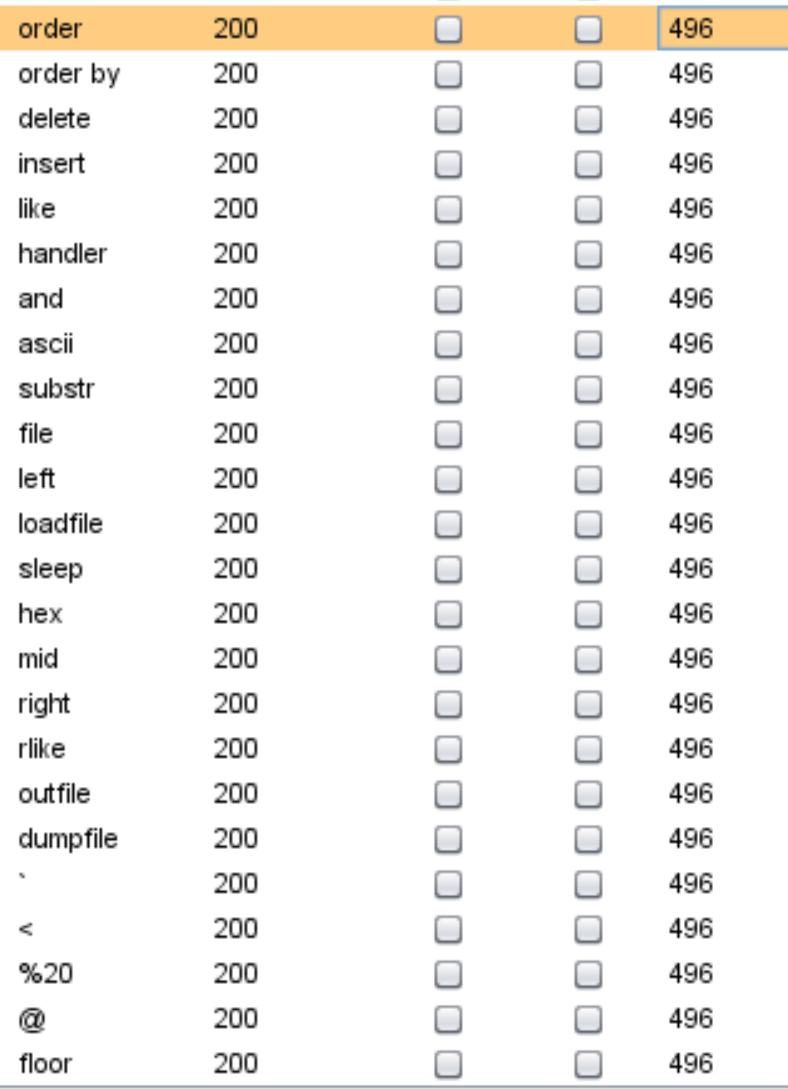 order 200 496
order by 200 496
delete 200 496
insert 200 496
like 200 496
handler 200 496
and 200 496
ascii 200 496
substr 200 496
file 200 496
left 200 496
loadfile 200 496
sleep 200 496
hex 200 496
mid 200 496
right 200 496
rlike 200 496
outfile 200 496
dumpfile 200 496
` 200 496
< 200 496
%20 200 496
@ 200 496
floor 200 496